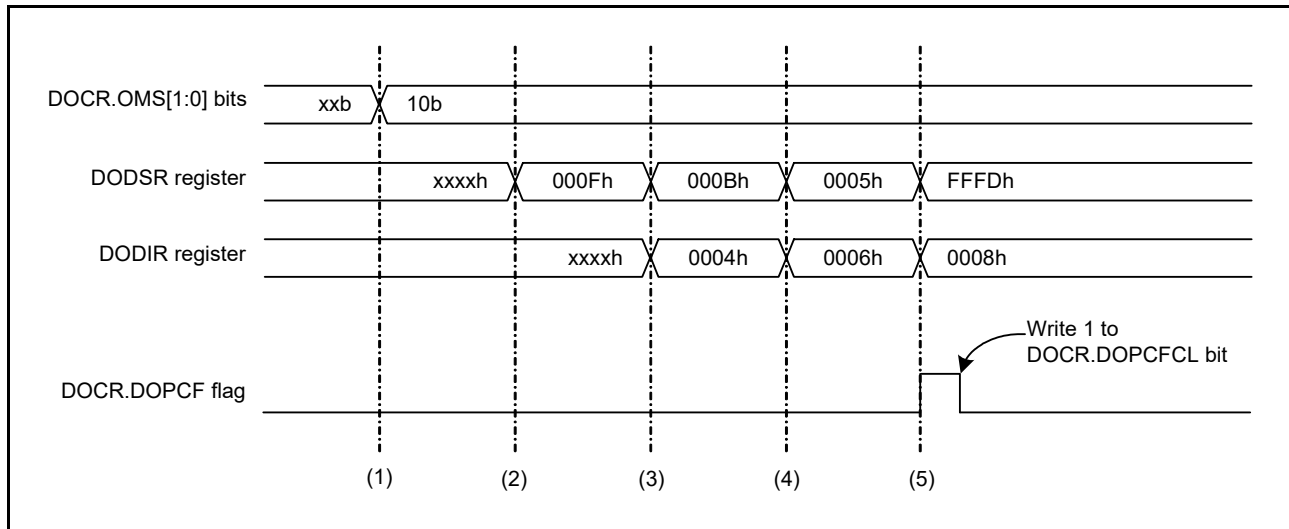 DOCR.OMS[1:0] bits
xxb
10b
DODSR register
xxxxh
000Fh
000Bh
0005h
FFFDh
DODIR register
xxxxh
0004h
0006h
0008h
Write 1 to
DOCR.DOPCFCL bit
DOCR.DOPCF flag
(1)
(2)
(3)
(4)
(5)